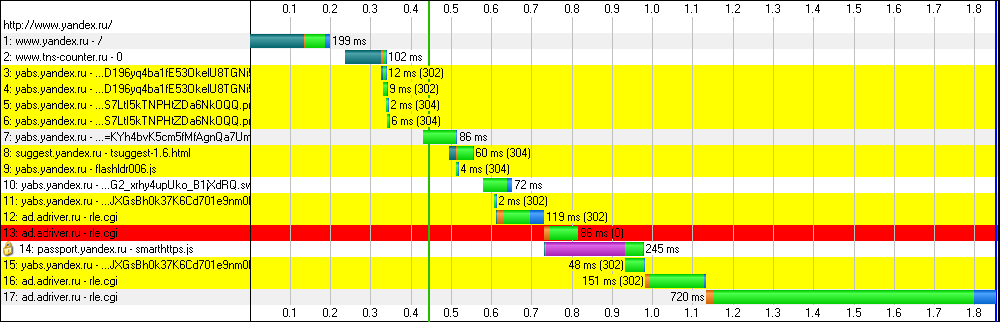 0.1 0.2 0.3 0.4 0.5 0.6 0.7 0.8 0.9 1.0 1.1 1.2 1.3 1.4 1.5 1.6 1.7 1.8
http://www.yandex.ru/
1: www.yandex.ru - / 199 ms
2: www.tns-counter.ru - 0 102 ms
3: yabs.yandex.ru - 12 ms (302)
4: yabs.yandex.ru - 9 ms (302)
5: yabs.yandex.ru - 2 ms (304)
6: yabs.yandex.ru - 6 ms (304)
7: yabs.yandex.ru - 86 ms
8: suggest.yandex.ru - tsuggest-1.6.html 60 ms (304)
9: yabs.yandex.ru - flashldr006.js 4 ms (304)
10: yabs.yandex.ru - 72 ms
11: yabs.yandex.ru - 2 ms (302)
12: ad.adriver.ru - rle.cgi 119 ms (302)
13: ad.adriver.ru - rle.cgi 86 ms (0)
14: passport.yandex.ru - smarthttps.js 245 ms
15: yabs.yandex.ru - 48 ms (302)
16: ad.adriver.ru - rle.cgi 151 ms (302)
17: ad.adriver.ru - rle.cgi 720 ms
0.1 0.2 0.3 0.4 0.5 0.6 0.7 0.8 0.9 1.0 1.1 1.2 1.3 1.4 1.5 1.6 1.7 1.8